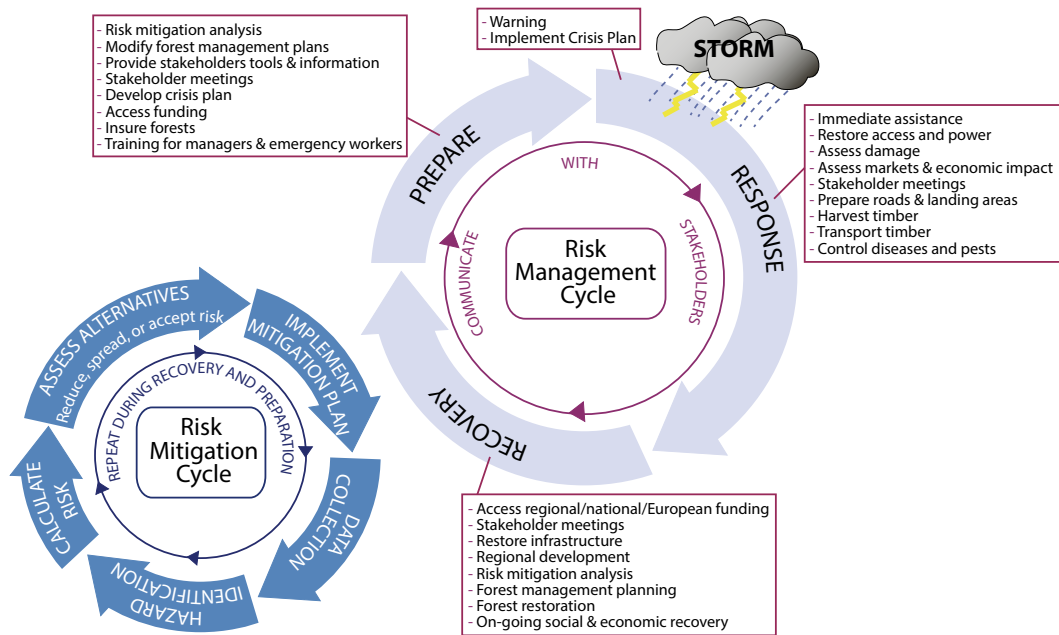 - Risk mitigation analysis
- Modify forest management plans
- Provide stakeholders tools & information
- Stakeholder meetings
- Develop crisis plan
- Access funding
- Insure forests
- Training for managers & emergency workers
- Warning
- Implement Crisis Plan
STORM
- Immediate assistance
- Restore access and power
- Assess damage
- Assess markets & economic impact
- Stakeholder meetings
- Prepare roads & landing areas
- Harvest timber
- Transport timber
- Control diseases and pests
PREPARE
RESPONSE
RECOVERY
COMMUNICATE
WITH
STAKEHOLDERS
Risk
Management
Cycle
- Access regional/national/European funding
- Stakeholder meetings
- Restore infrastructure
- Regional development
- Risk mitigation analysis
- Forest management planning
- Forest restoration
- On-going social & economic recovery
ASSESS ALTERNATIVES
Reduce, spread, or accept risk
IMPLEMENT
MITIGATION PLAN
DATA
COLLECTION
HAZARD
IDENTIFICATION
CALCULATE
RISK
REPEAT DURING RECOVERY AND PREPARATION
Risk
Mitigation
Cycle